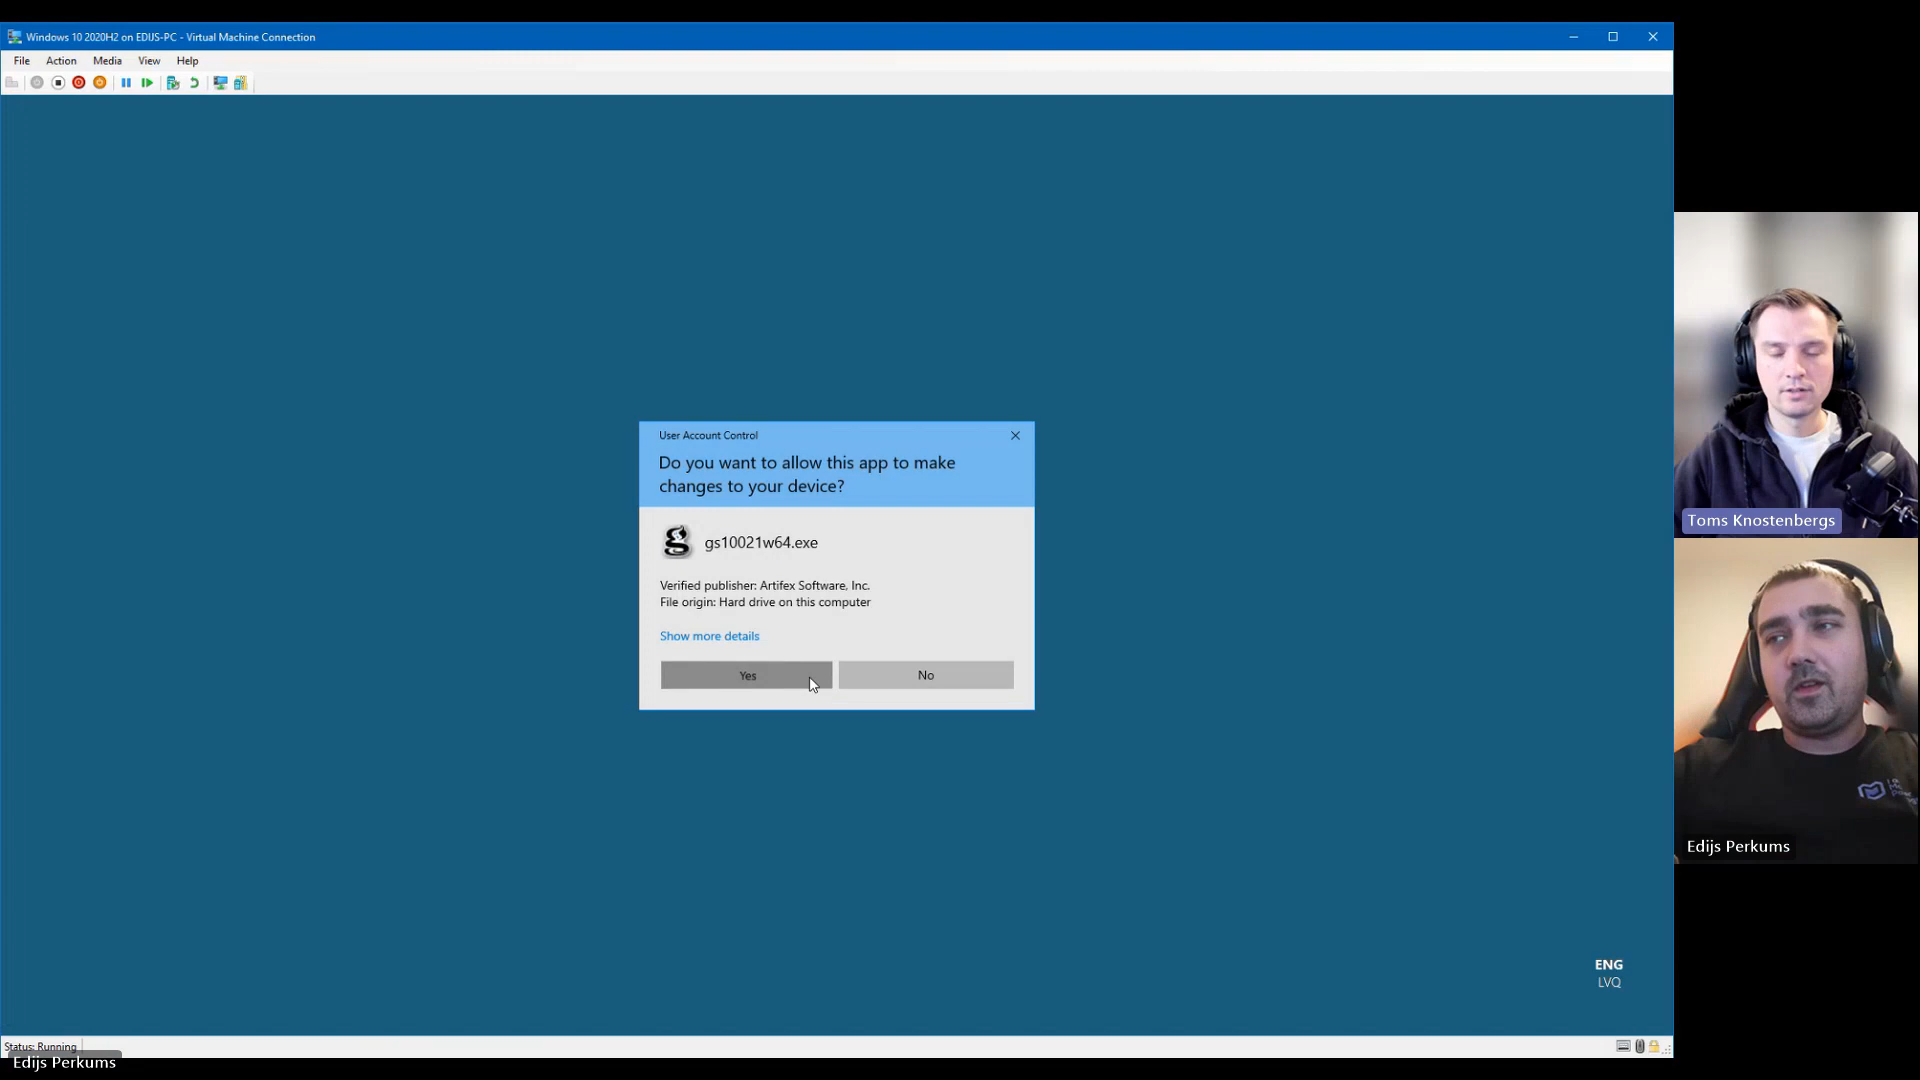 Windows 10 2020H2 on EDIJS-PC - Virtual Machine Connection
File Action Media View Help
User Account Control
Do you want to allow this app to make
changes to your device?
gs10021w64.exe
Verified publisher: Artifex Software, Inc.
File origin: Hard drive on this computer
Show more details
Yes No
ENG
LVQ
Status: Running
Edijs Perkums
Toms Knostenbergs
Edijs Perkums